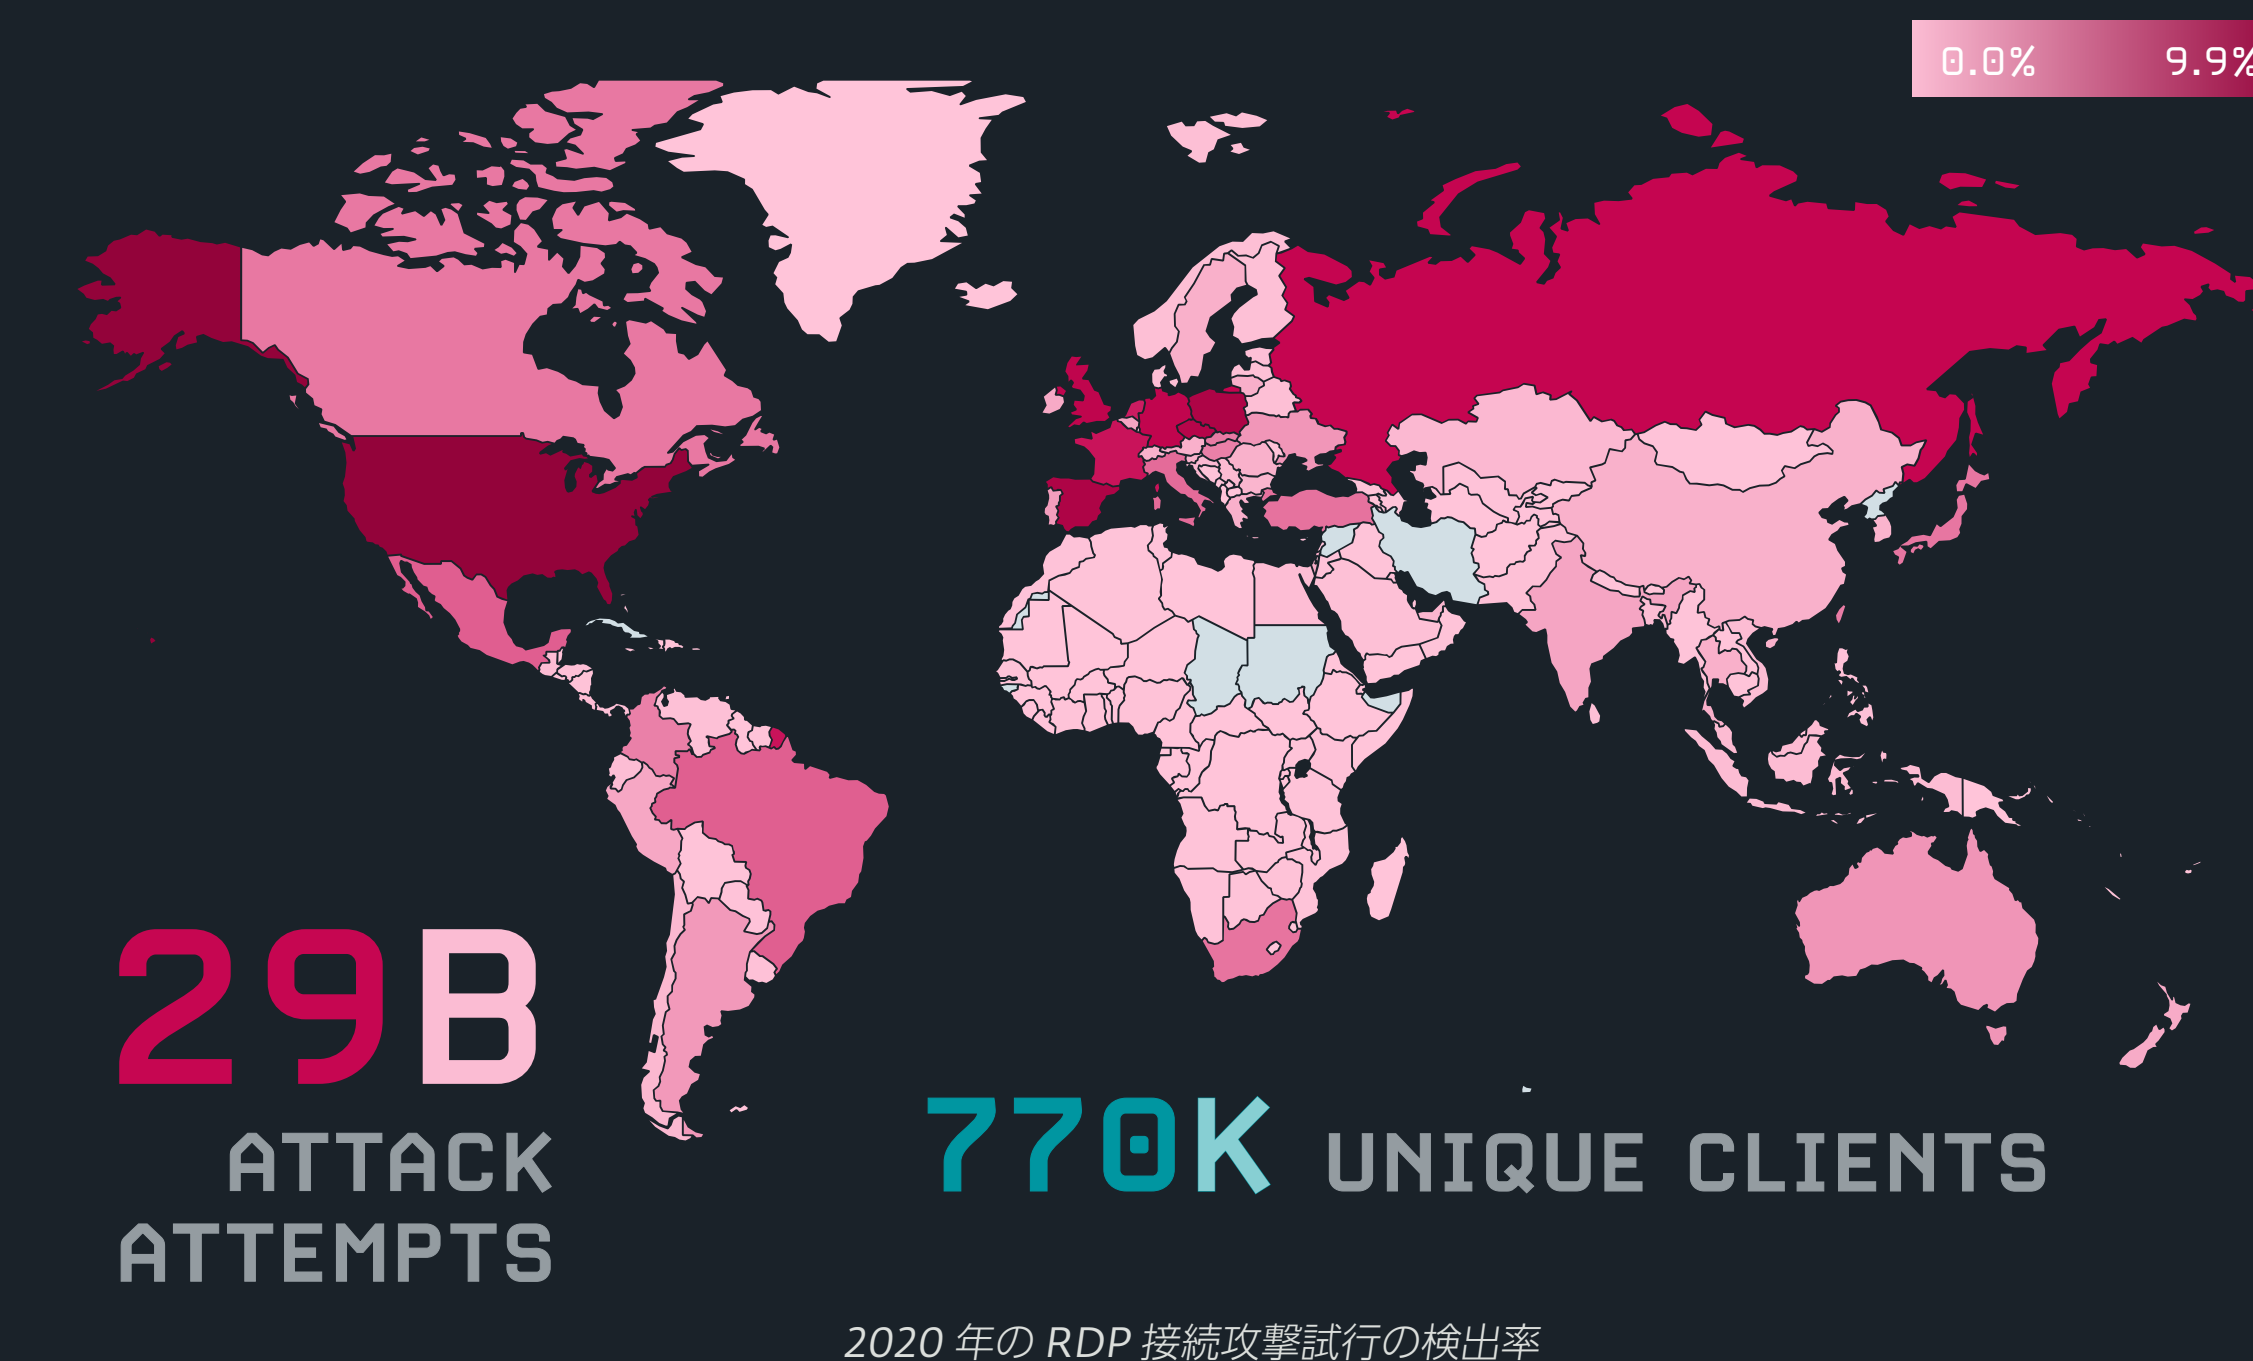 0.0% 9.9%
29B
ATTACK
ATTEMPTS
770K UNIQUE CLIENTS
2020 年の RDP 接続攻撃試行の検出率